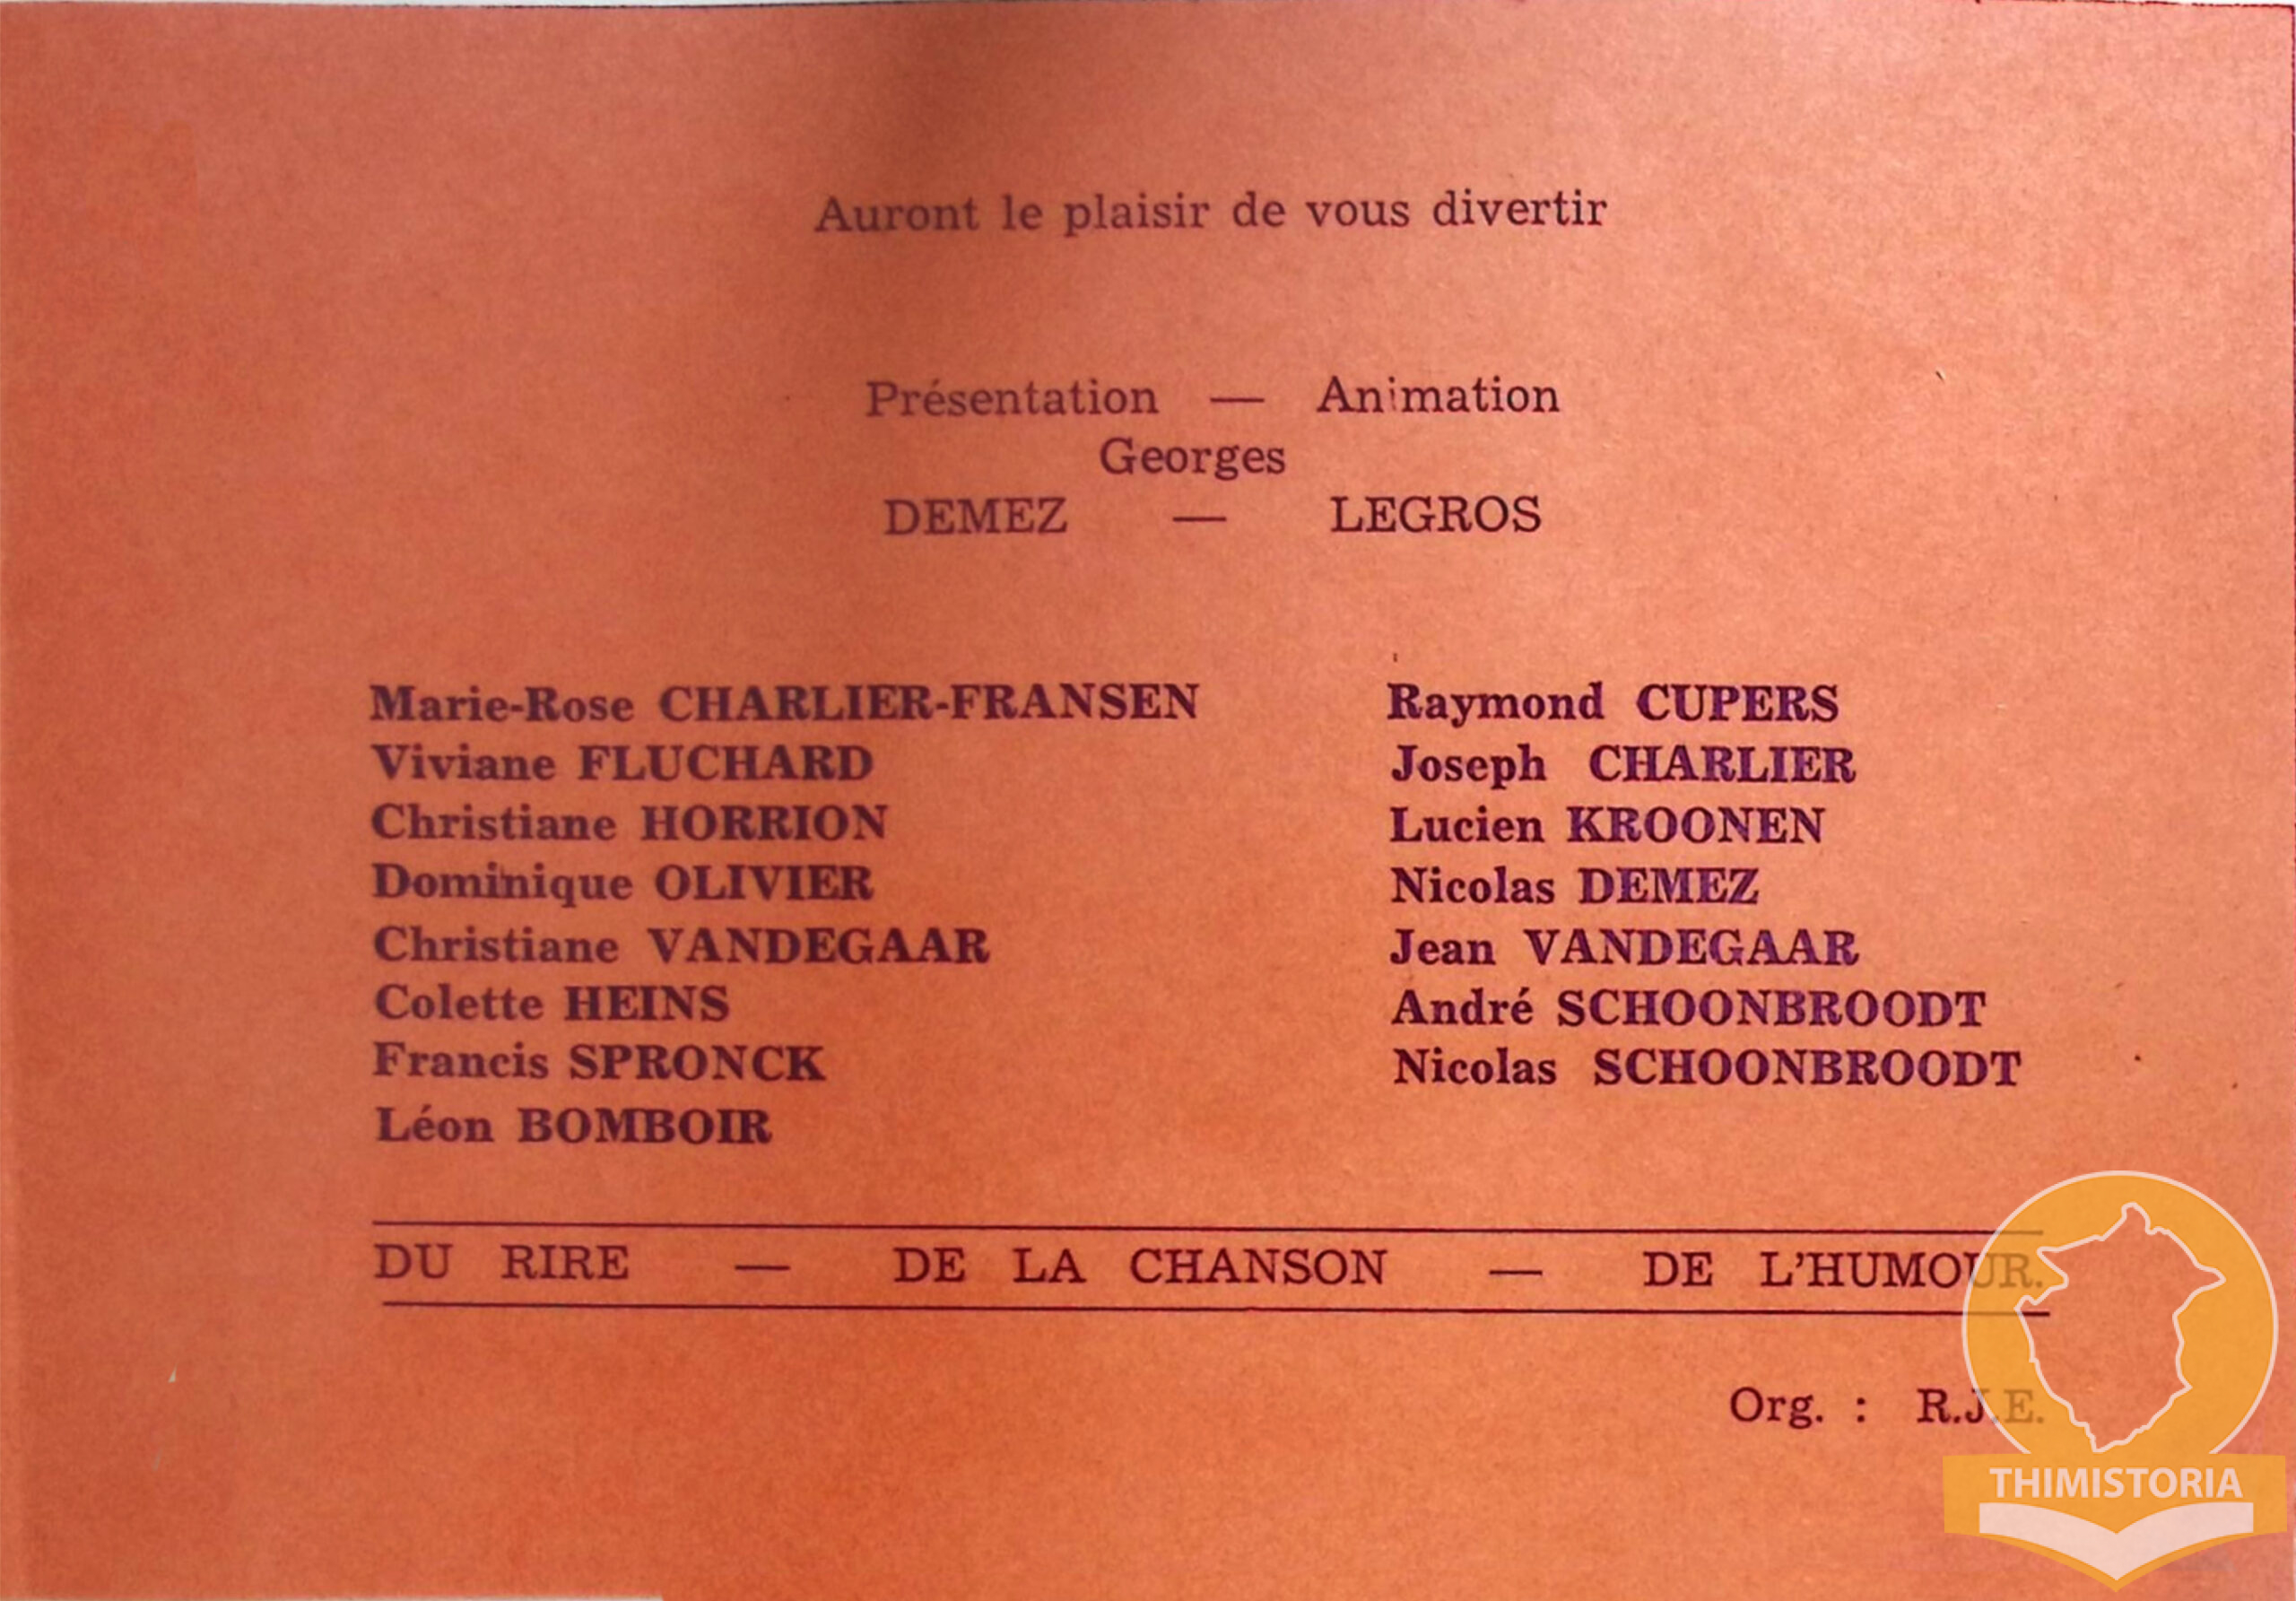 Auront le plaisir de vous divertir
Présentation — Animation
Georges
DEMEZ — LEGROS
Marie-Rose CHARLIER-FRANSEN
Viviane FLUCHARD
Christiane HORRION
Dominique OLIVIER
Christiane VANDEGAAR
Colette HEINS
Francis SPRONCK
Léon BOMBOIR
Raymond CUPERS
Joseph CHARLIER
Lucien KROONEN
Nicolas DEMEZ
Jean VANDEGAAR
André SCHOONBROODT
Nicolas SCHOONBROODT
DU RIRE — DE LA CHANSON — DE L'HUMOUR.
Org. : R.J.E.
THIMISTORIA